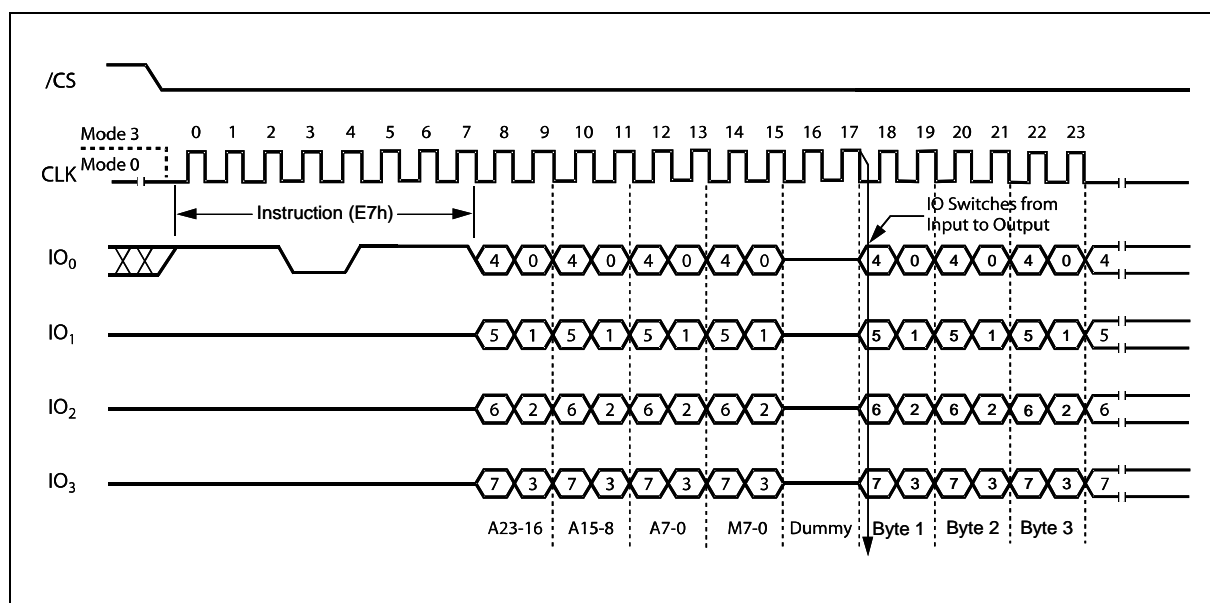 /CS
Mode 3
0 1 2 3 4 5 6 7 8 9 10 11 12 13 14 15 16 17 18 19 20 21 22 23
CLK Mode 0
Instruction (E7h)
IO Switches from
Input to Output
IO0 4 0 4 0 4 0 4 0 4 0 4 0 4 0 4
IO1 5 1 5 1 5 1 5 1 5 1 5 1 5 1 5
IO2 6 2 6 2 6 2 6 2 6 2 6 2 6 2 6
IO3 7 3 7 3 7 3 7 3 7 3 7 3 7 3 7
A23-16 A15-8 A7-0 M7-0 Dummy Byte 1 Byte 2 Byte 3